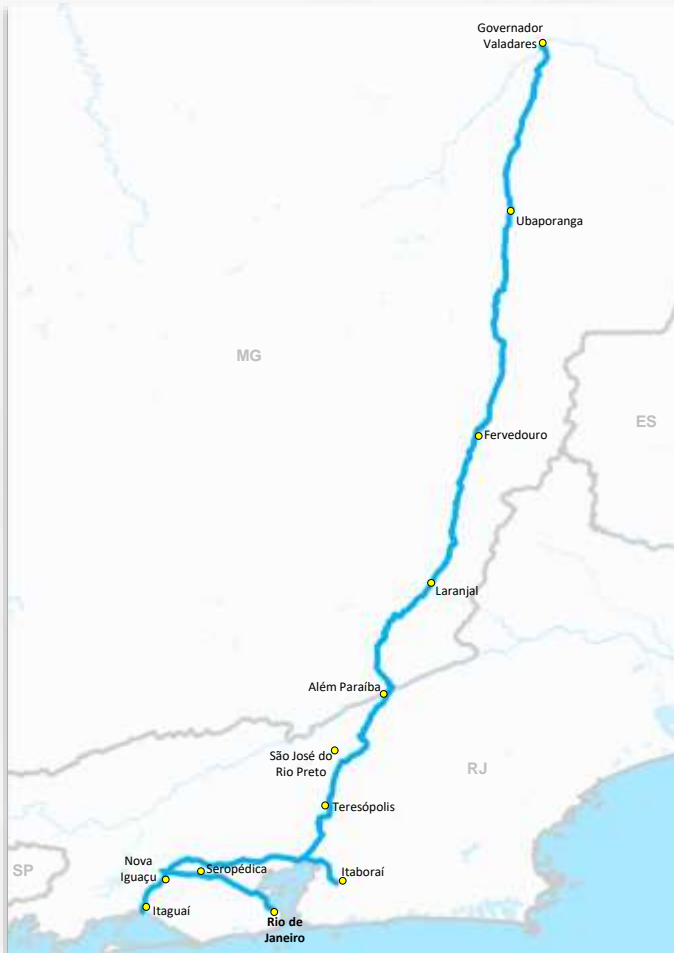 Governador
Valadares
Ubaporanga
MG
ES
Fervedouro
Laranjal
Além Paraíba
São José do
Rio Preto
RJ
Teresópolis
Nova
Iguaçu
Seropédica
SP
Itaboraí
Itaguaí
Rio de
Janeiro